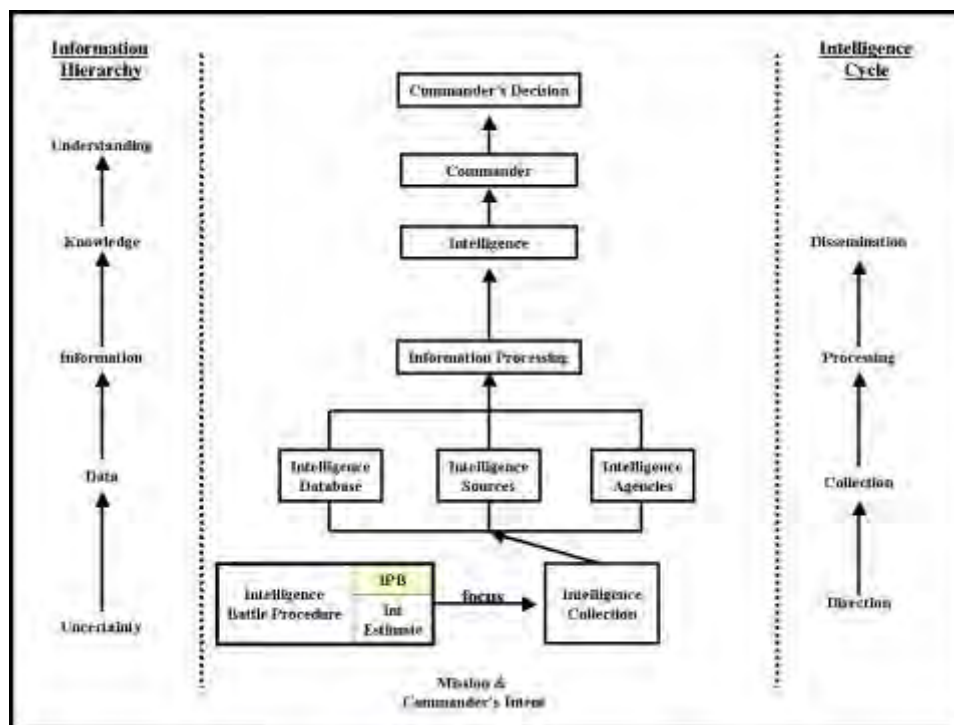 Information
Hierarchy
Understanding
Knowledge
Information
Data
Uncertainty
Commander's Decision
Commander
Intelligence
Information Processing
Intelligence
Database
Intelligence
Sources
Intelligence
Agencies
Intelligence
Battle Procedure
IPB
Int
Estimate
focus
Intelligence
Collection
Mission &
Commander's Intent
Intelligence
Cycle
Dissemination
Processing
Collection
Direction